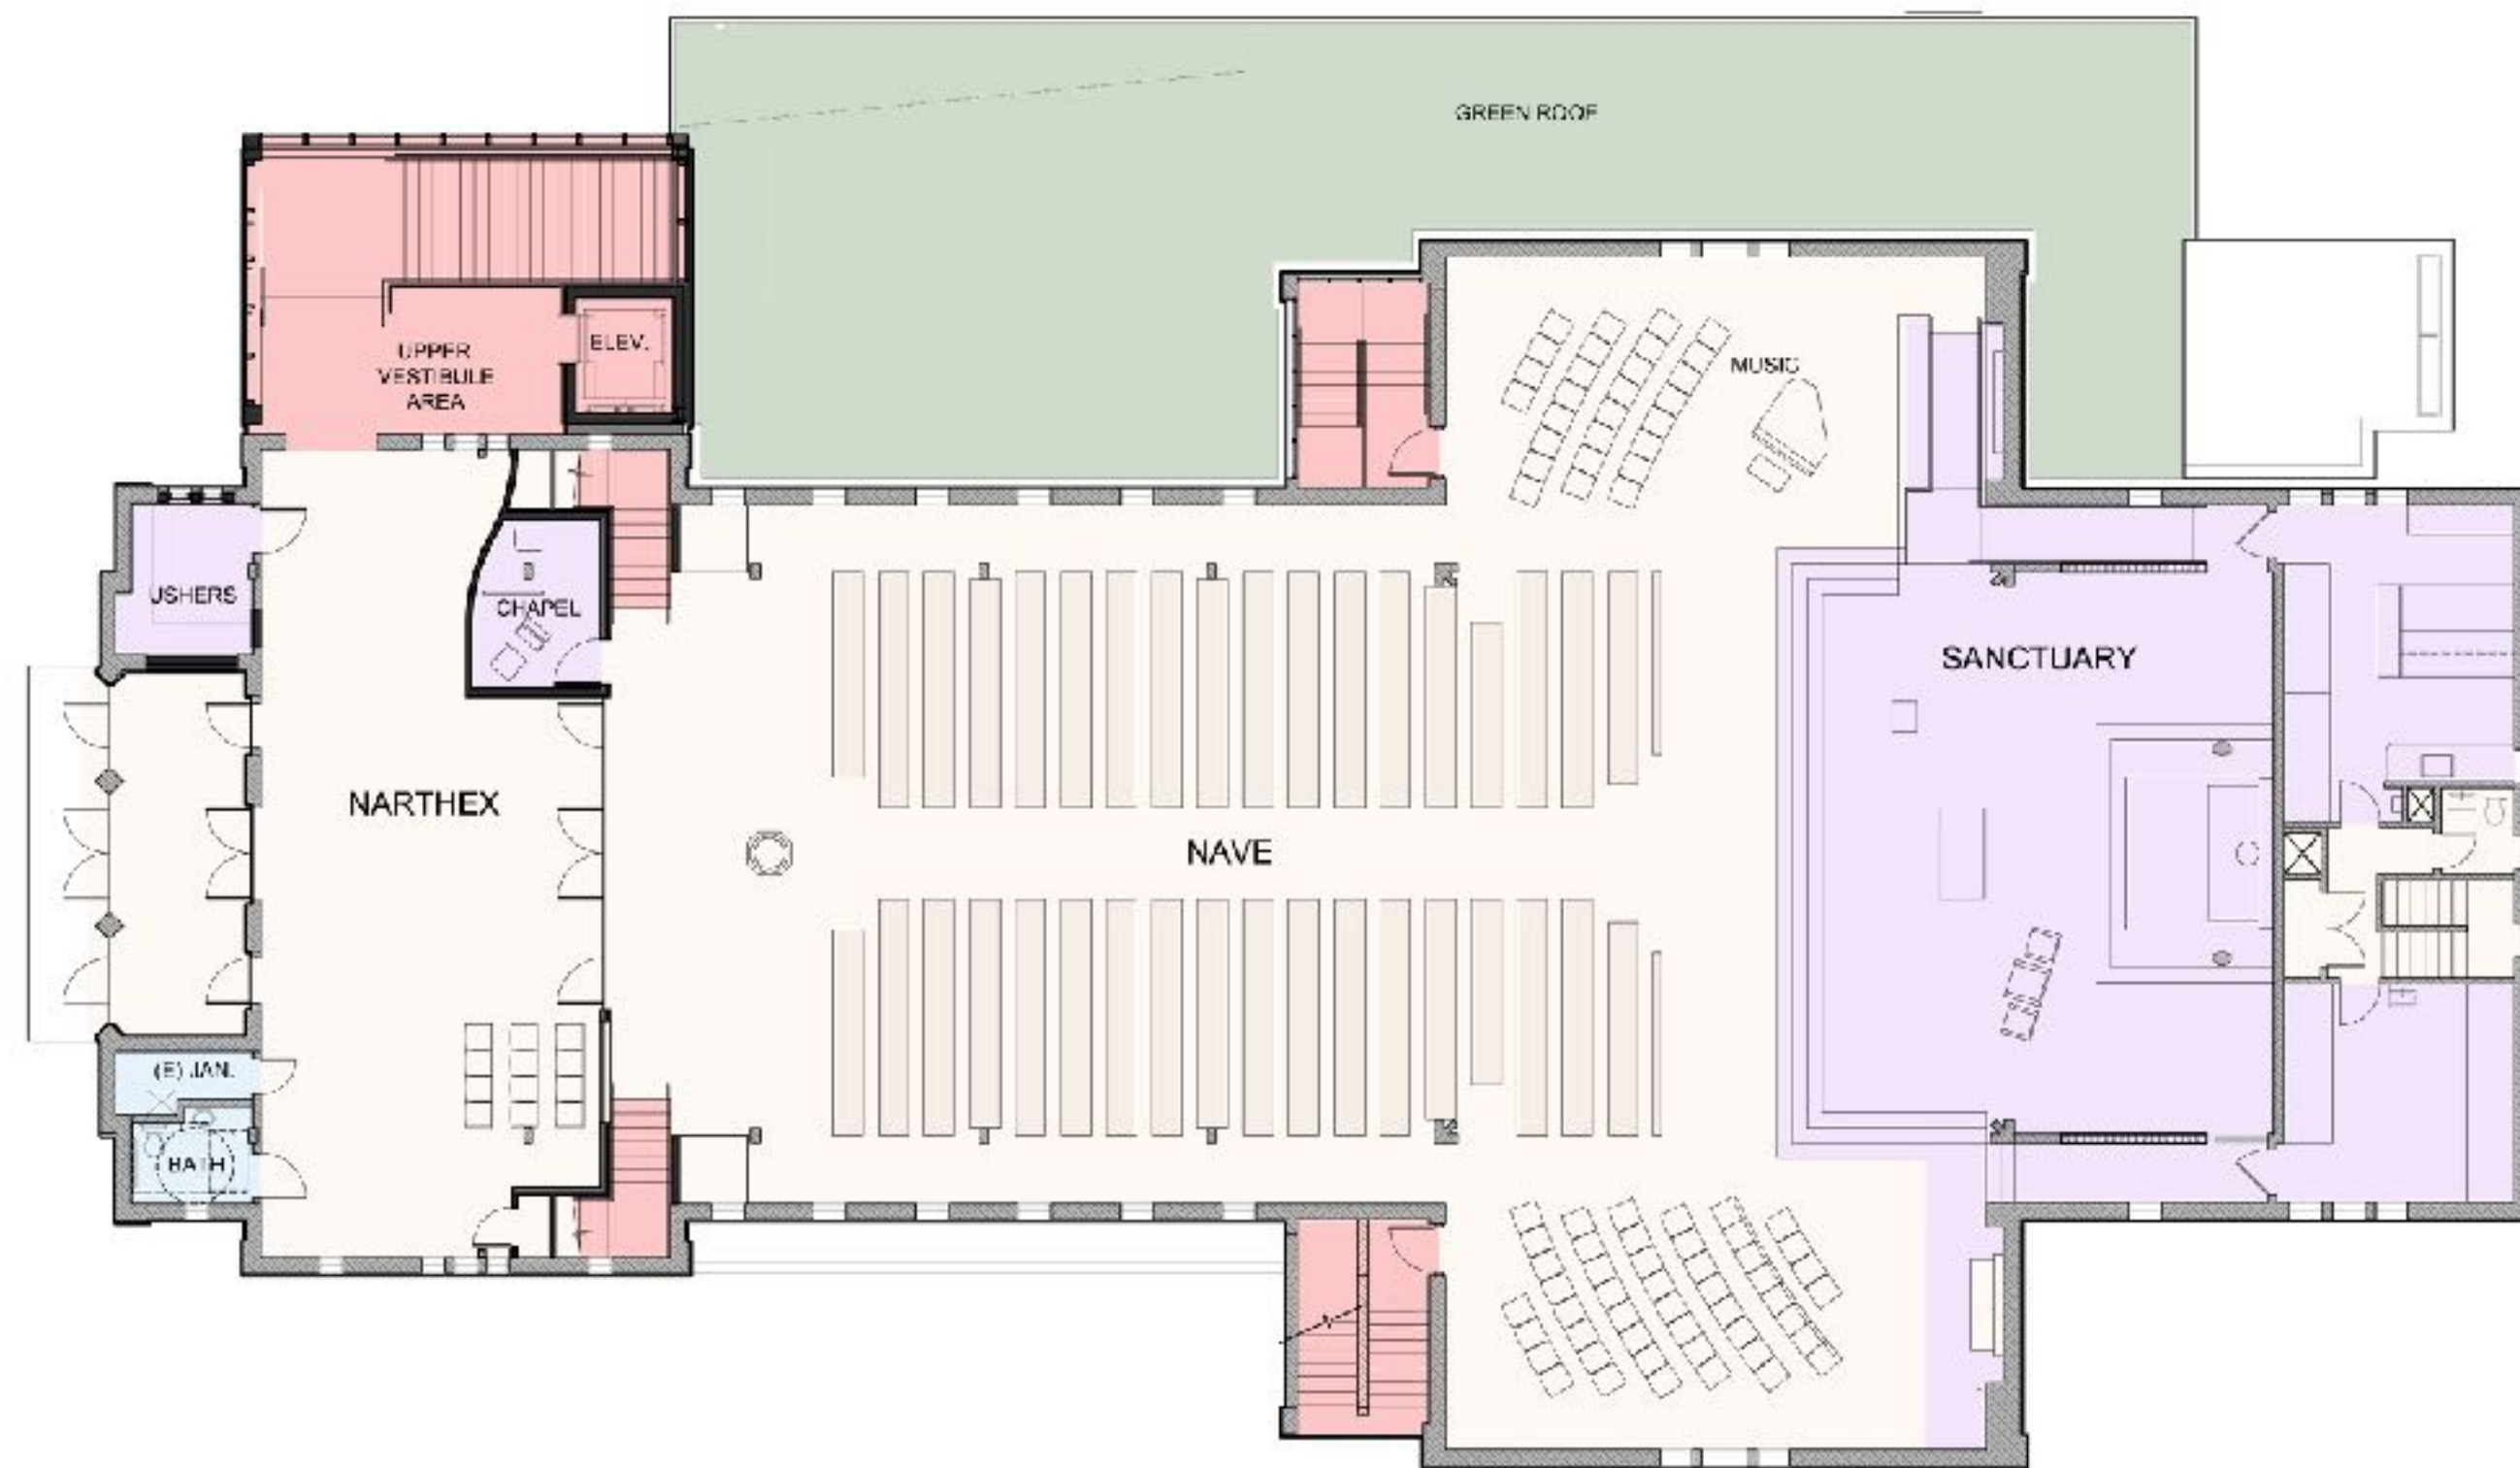 GREEN ROOF
UPPER
VESTIBULE
AREA
ELEV.
MUSIC
USHERS
CHAPEL
SANCTUARY
NARTHEX
NAVE
(E) JAN.
BATH